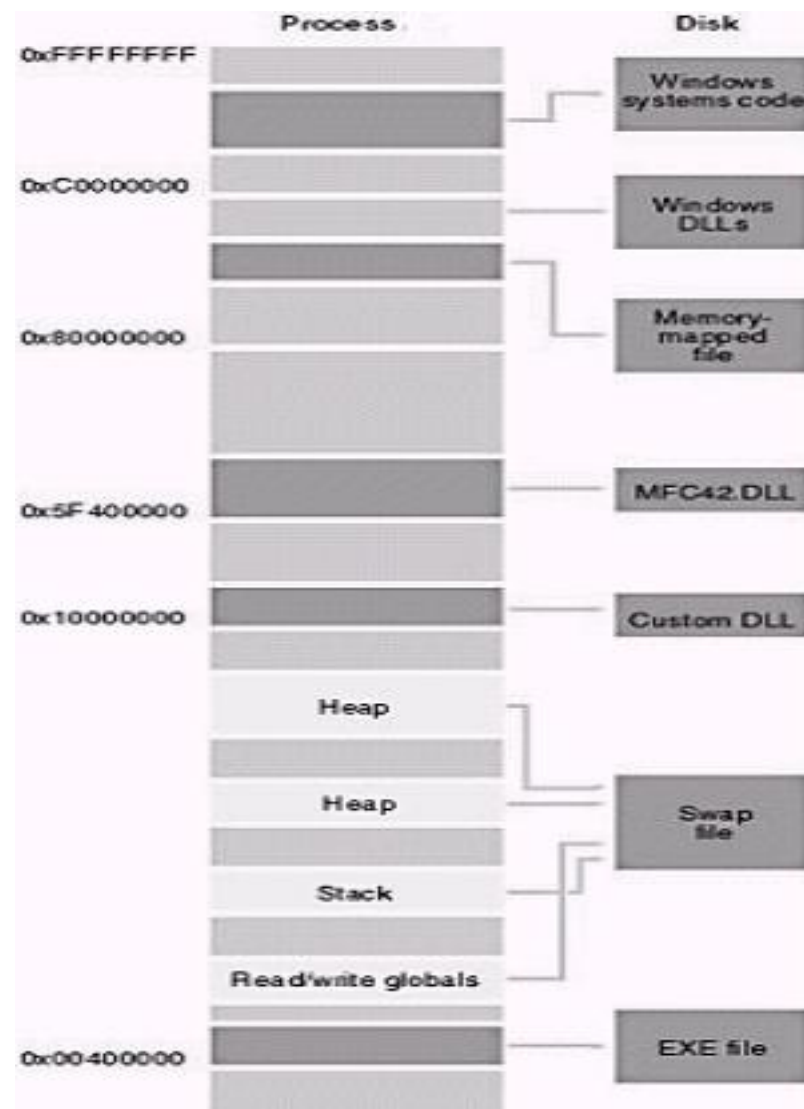 Process
Disk
0xFFFFFFFF
Windows
systems code
0xC0000000
Windows
DLLs
0x80000000
Memory-
mapped
file
MFC42.DLL
0x5F400000
0x10000000
Custom DLL
Heap
Heap
Swap
file
Stack
Read/write globals
0x00400000
EXE file